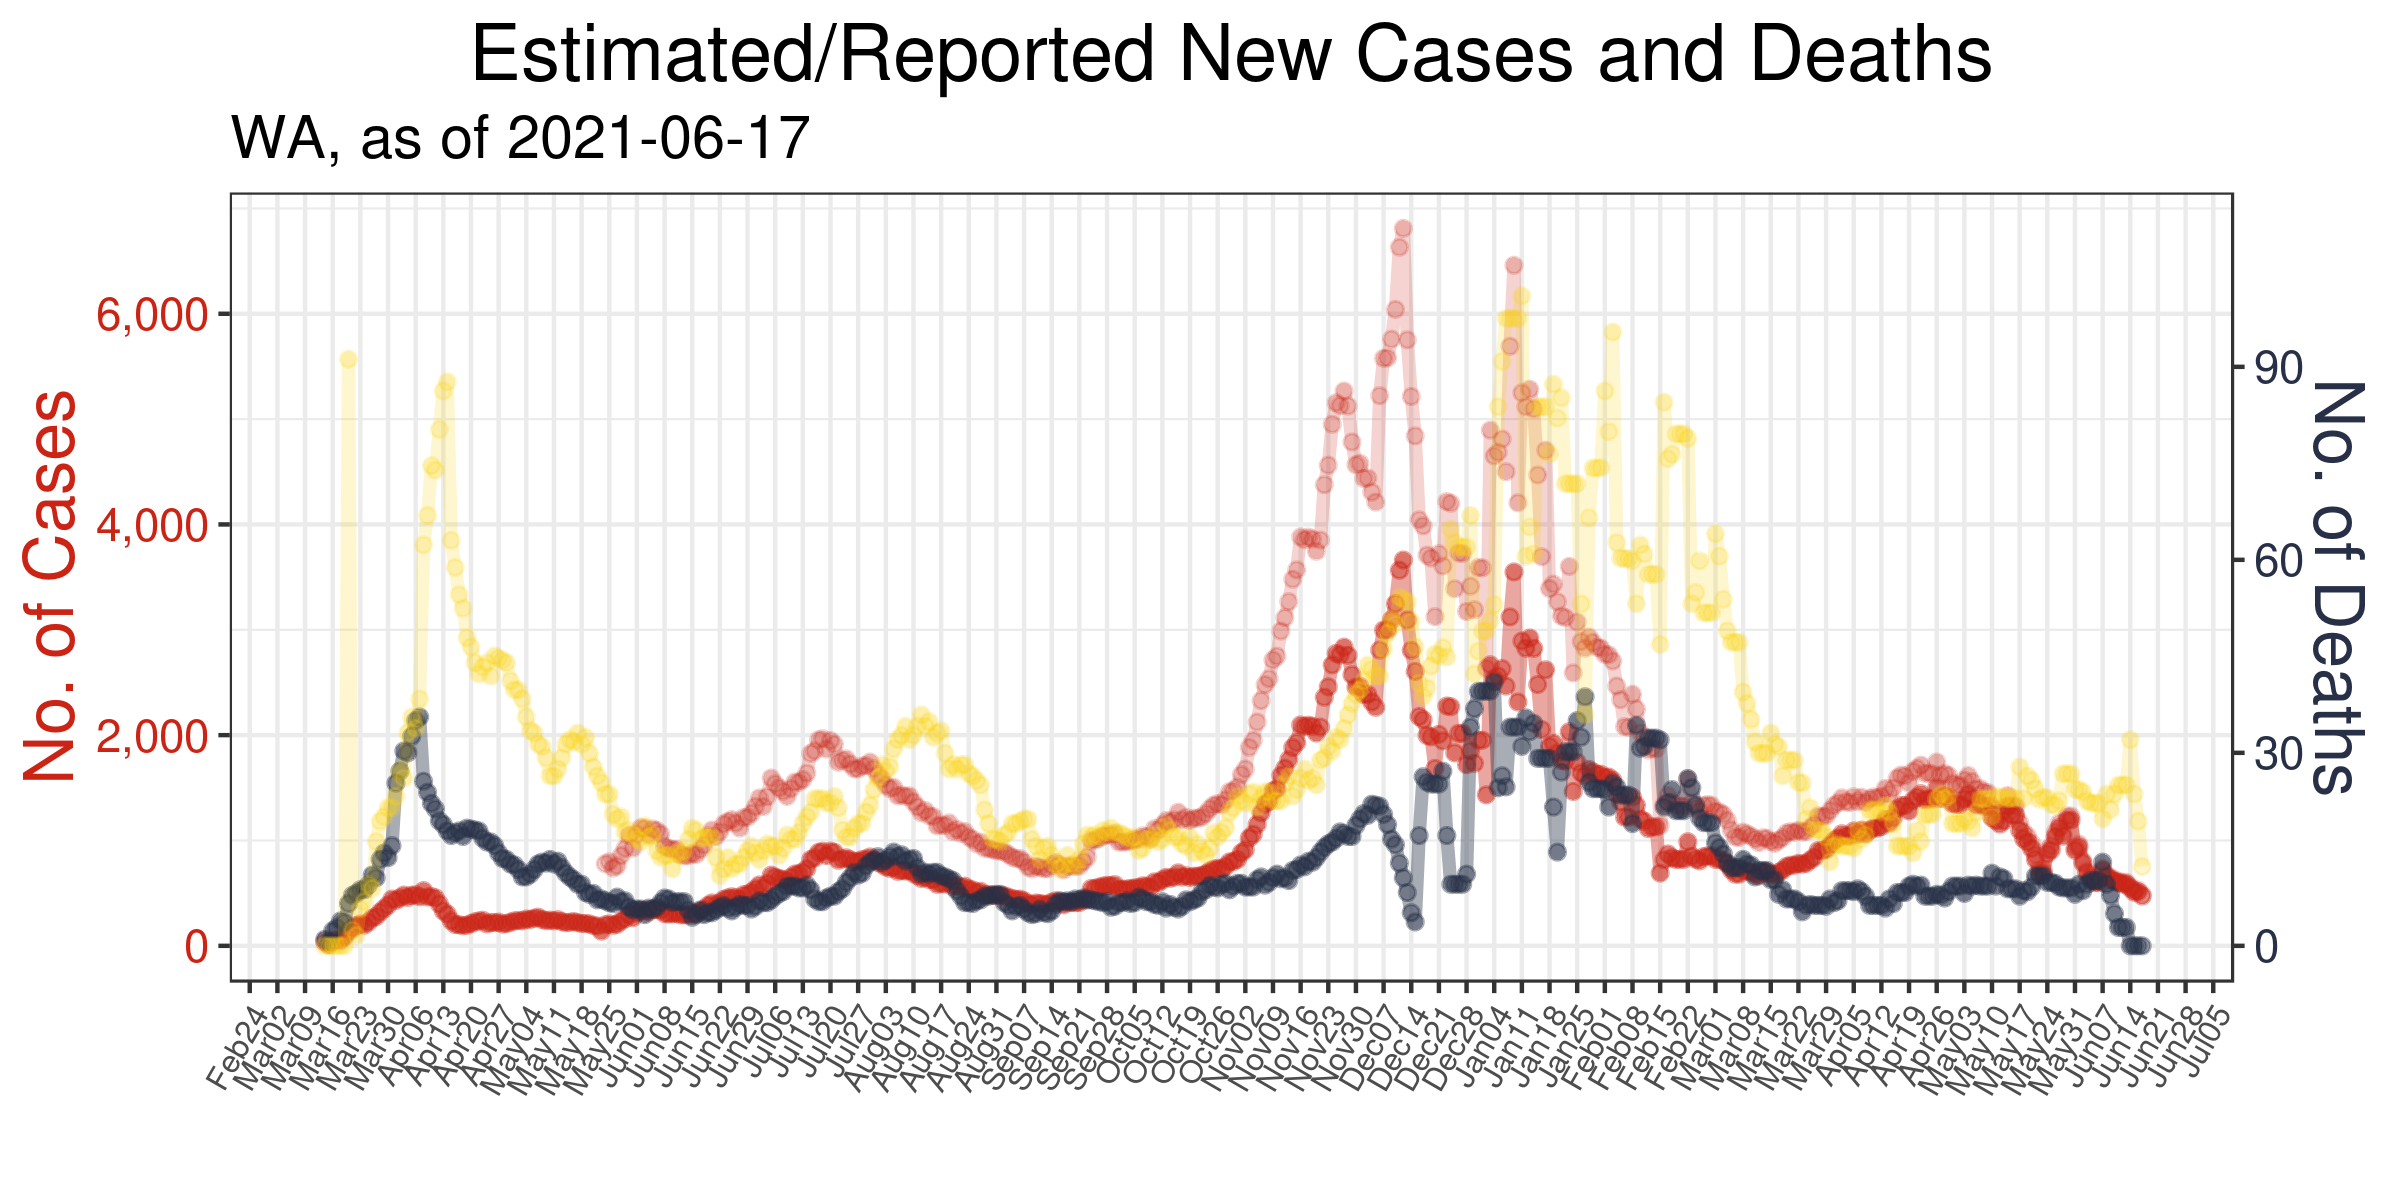 Estimated/Reported New Cases and Deaths
WA, as of 2021-06-17
No. of Cases
6,000
4,000
2,000
0
90
60
30
0
No. of Deaths
Feb24
Mar02
Mar09
Mar16
Mar23
Mar30
Apr06
Apr13
Apr20
Apr27
May04
May11
May18
May25
Jun01
Jun08
Jun15
Jun22
Jun29
Jul06
Jul13
Jul20
Jul27
Aug03
Aug10
Aug17
Aug24
Aug31
Sep07
Sep14
Sep21
Sep28
Oct05
Oct12
Oct19
Oct26
Nov02
Nov09
Nov16
Nov23
Nov30
Dec07
Dec14
Dec21
Dec28
Jan04
Jan11
Jan18
Jan25
Feb01
Feb08
Feb15
Feb22
Mar01
Mar08
Mar15
Mar22
Mar29
Apr05
Apr12
Apr19
Apr26
May03
May10
May17
May24
May31
Jun07
Jun14
Jun21
Jun28
Jul05